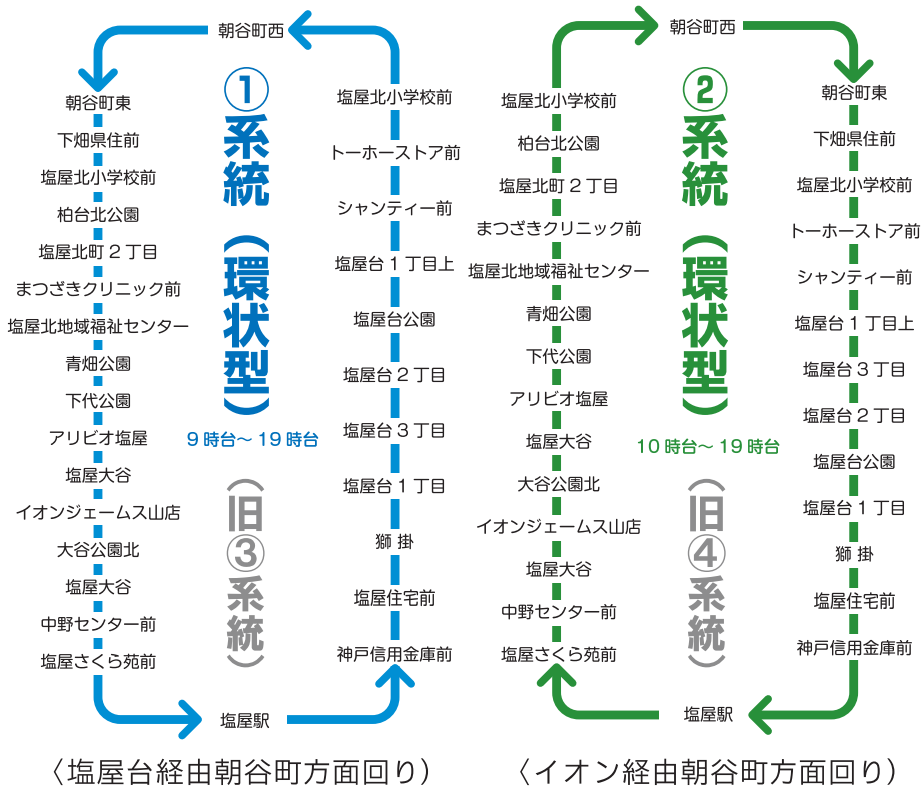 朝谷町西
朝谷町東
下畑県住前
塩屋北小学校前
柏台北公園
塩屋北町2丁目
まつざきクリニック前
塩屋北地域福祉センター
青畑公園
下代公園
アリビオ塩屋
塩屋大谷
イオンジェームス山店
大谷公園北
塩屋大谷
中野センター前
塩屋さくら苑前
①系統(環状型)
9時台〜19時台
(旧③系統)
塩屋北小学校前
トーホーストア前
シャンティー前
塩屋台1丁目上
塩屋台公園
塩屋台2丁目
塩屋台3丁目
塩屋台1丁目
獅掛
塩屋住宅前
神戸信用金庫前
塩屋駅
〈塩屋台経由朝谷町方面回り〉
朝谷町西
塩屋北小学校前
柏台北公園
塩屋北町2丁目
まつざきクリニック前
塩屋北地域福祉センター
青畑公園
下代公園
アリビオ塩屋
塩屋大谷
大谷公園北
イオンジェームス山店
塩屋大谷
中野センター前
塩屋さくら苑前
②系統(環状型)
10時台〜19時台
(旧④系統)
朝谷町東
下畑県住前
塩屋北小学校前
トーホーストア前
シャンティー前
塩屋台1丁目上
塩屋台3丁目
塩屋台2丁目
塩屋台公園
塩屋台1丁目
獅掛
塩屋住宅前
神戸信用金庫前
塩屋駅
〈イオン経由朝谷町方面回り〉